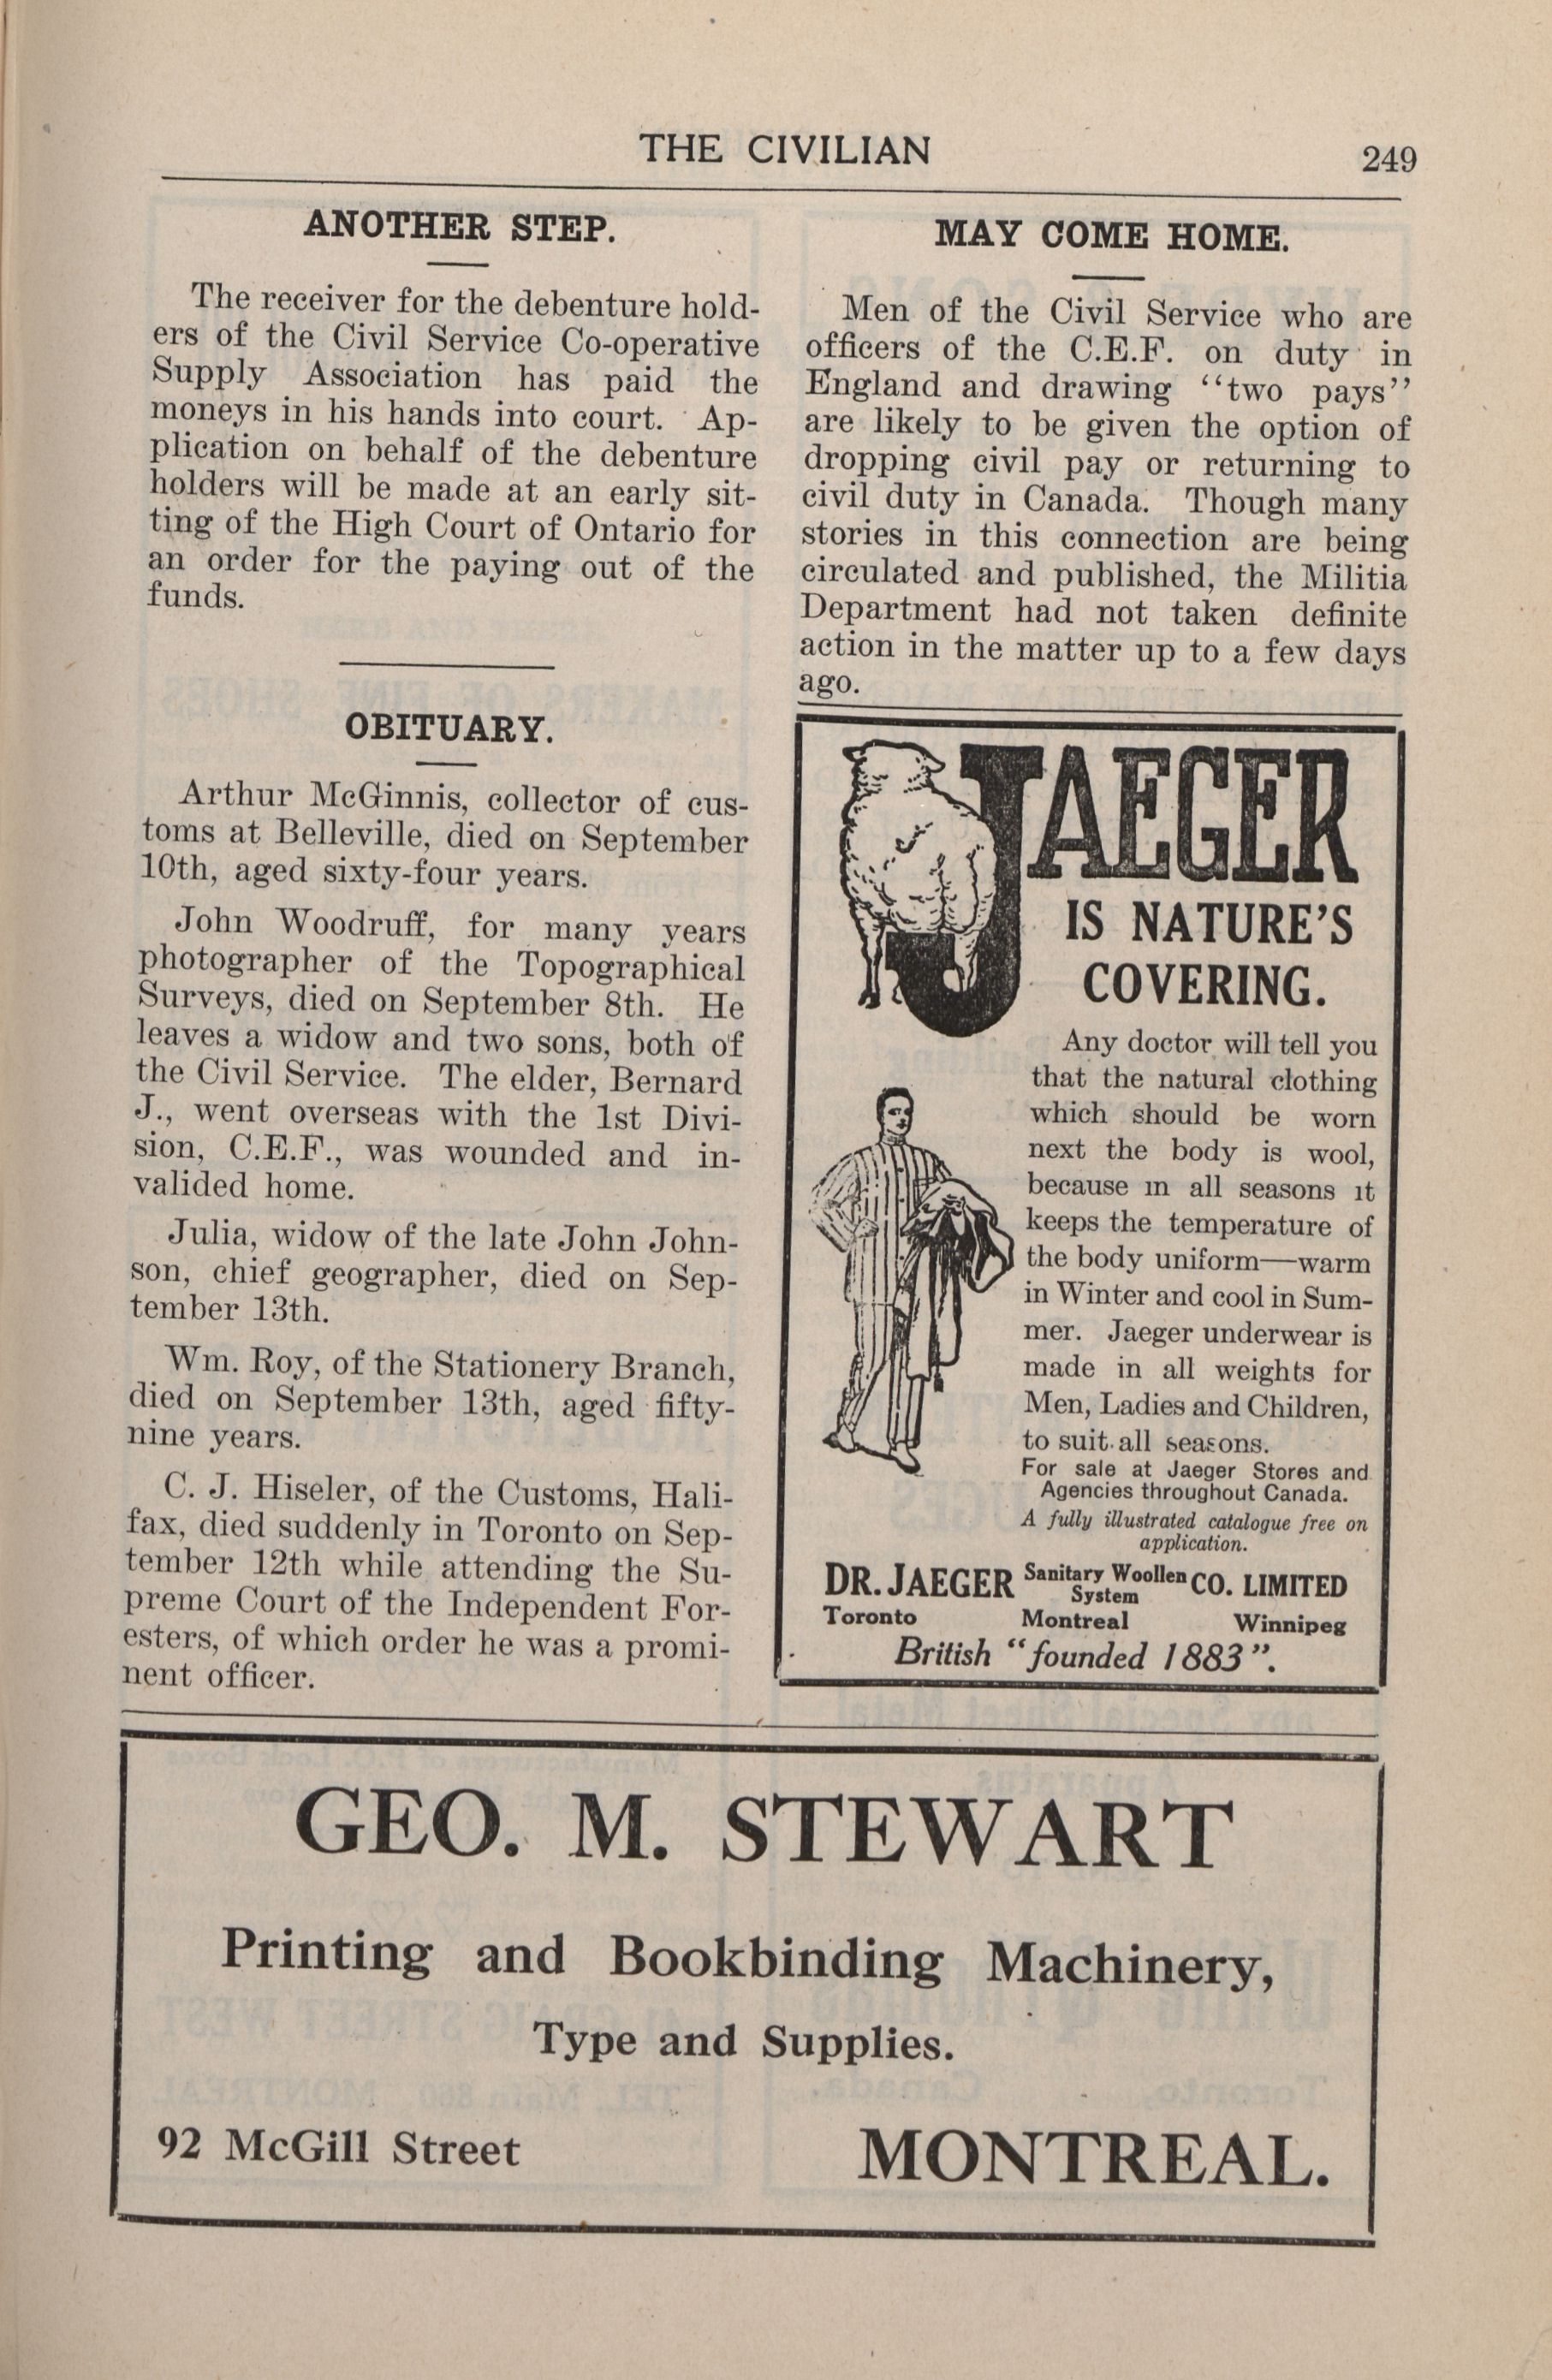 THE CIVILIAN
249
ANOTHER STEP.
The receiver for the debenture hold-
ers of the Civil Service Co-operative
Supply Association has paid the
moneys in his hands into court. Ap-
plication on behalf of the debenture
holders will be made at an early sit-
ting of the High Court of Ontario for
an order for the paying out of the
funds.
OBITUARY.
Arthur McGinnis, collector of cus-
toms at Belleville, died on September
10th, aged sixty-four years.
John Woodruff, for many years
photographer of the Topographical
Surveys, died on September 8th. He
leaves a widow and two sons, both of
the Civil Service. The elder, Bernard
J., went overseas with the 1st Divi-
sion, C.E.F., was wounded and in-
valided home.
Julia, widow of the late John John-
son, chief geographer, died on Sep-
tember 13th.
Wm. Roy, of the Stationery Branch,
died on September 13th, aged fifty-
nine years.
C. J. Hiseler, of the Customs, Hali-
fax, died suddenly in Toronto on Sep-
tember 12th while attending the Su-
preme Court of the Independent For-
esters, of which order he was a promi-
nent officer.
MAY COME HOME.
Men of the Civil Service who are
officers of the C.E.F. on duty in
England and drawing "two pays"
are likely to be given the option of
dropping civil pay or returning to
civil duty in Canada. Though many
stories in this connection are being
circulated and published, the Militia
Department had not taken definite
action in the matter up to a few days
ago.
JAEGER
IS NATURE'S
COVERING.
Any doctor will tell you
that the natural clothing
which should be worn
next the body is wool,
because in all seasons it
keeps the temperature of
the body uniform—warm
in Winter and cool in Sum-
mer. Jaeger underwear is
made in all weights for
Men, Ladies and Children,
to suit all seasons.
For sale at Jaeger Stores and
Agencies throughout Canada.
A fully illustrated catalogue free on
application.
DR. JAEGER Sanitary Woollen System CO. LIMITED
Toronto Montreal Winnipeg
British "founded 1883".
GEO. M. STEWART
Printing and Bookbinding Machinery,
Type and Supplies.
92 McGill Street MONTREAL.